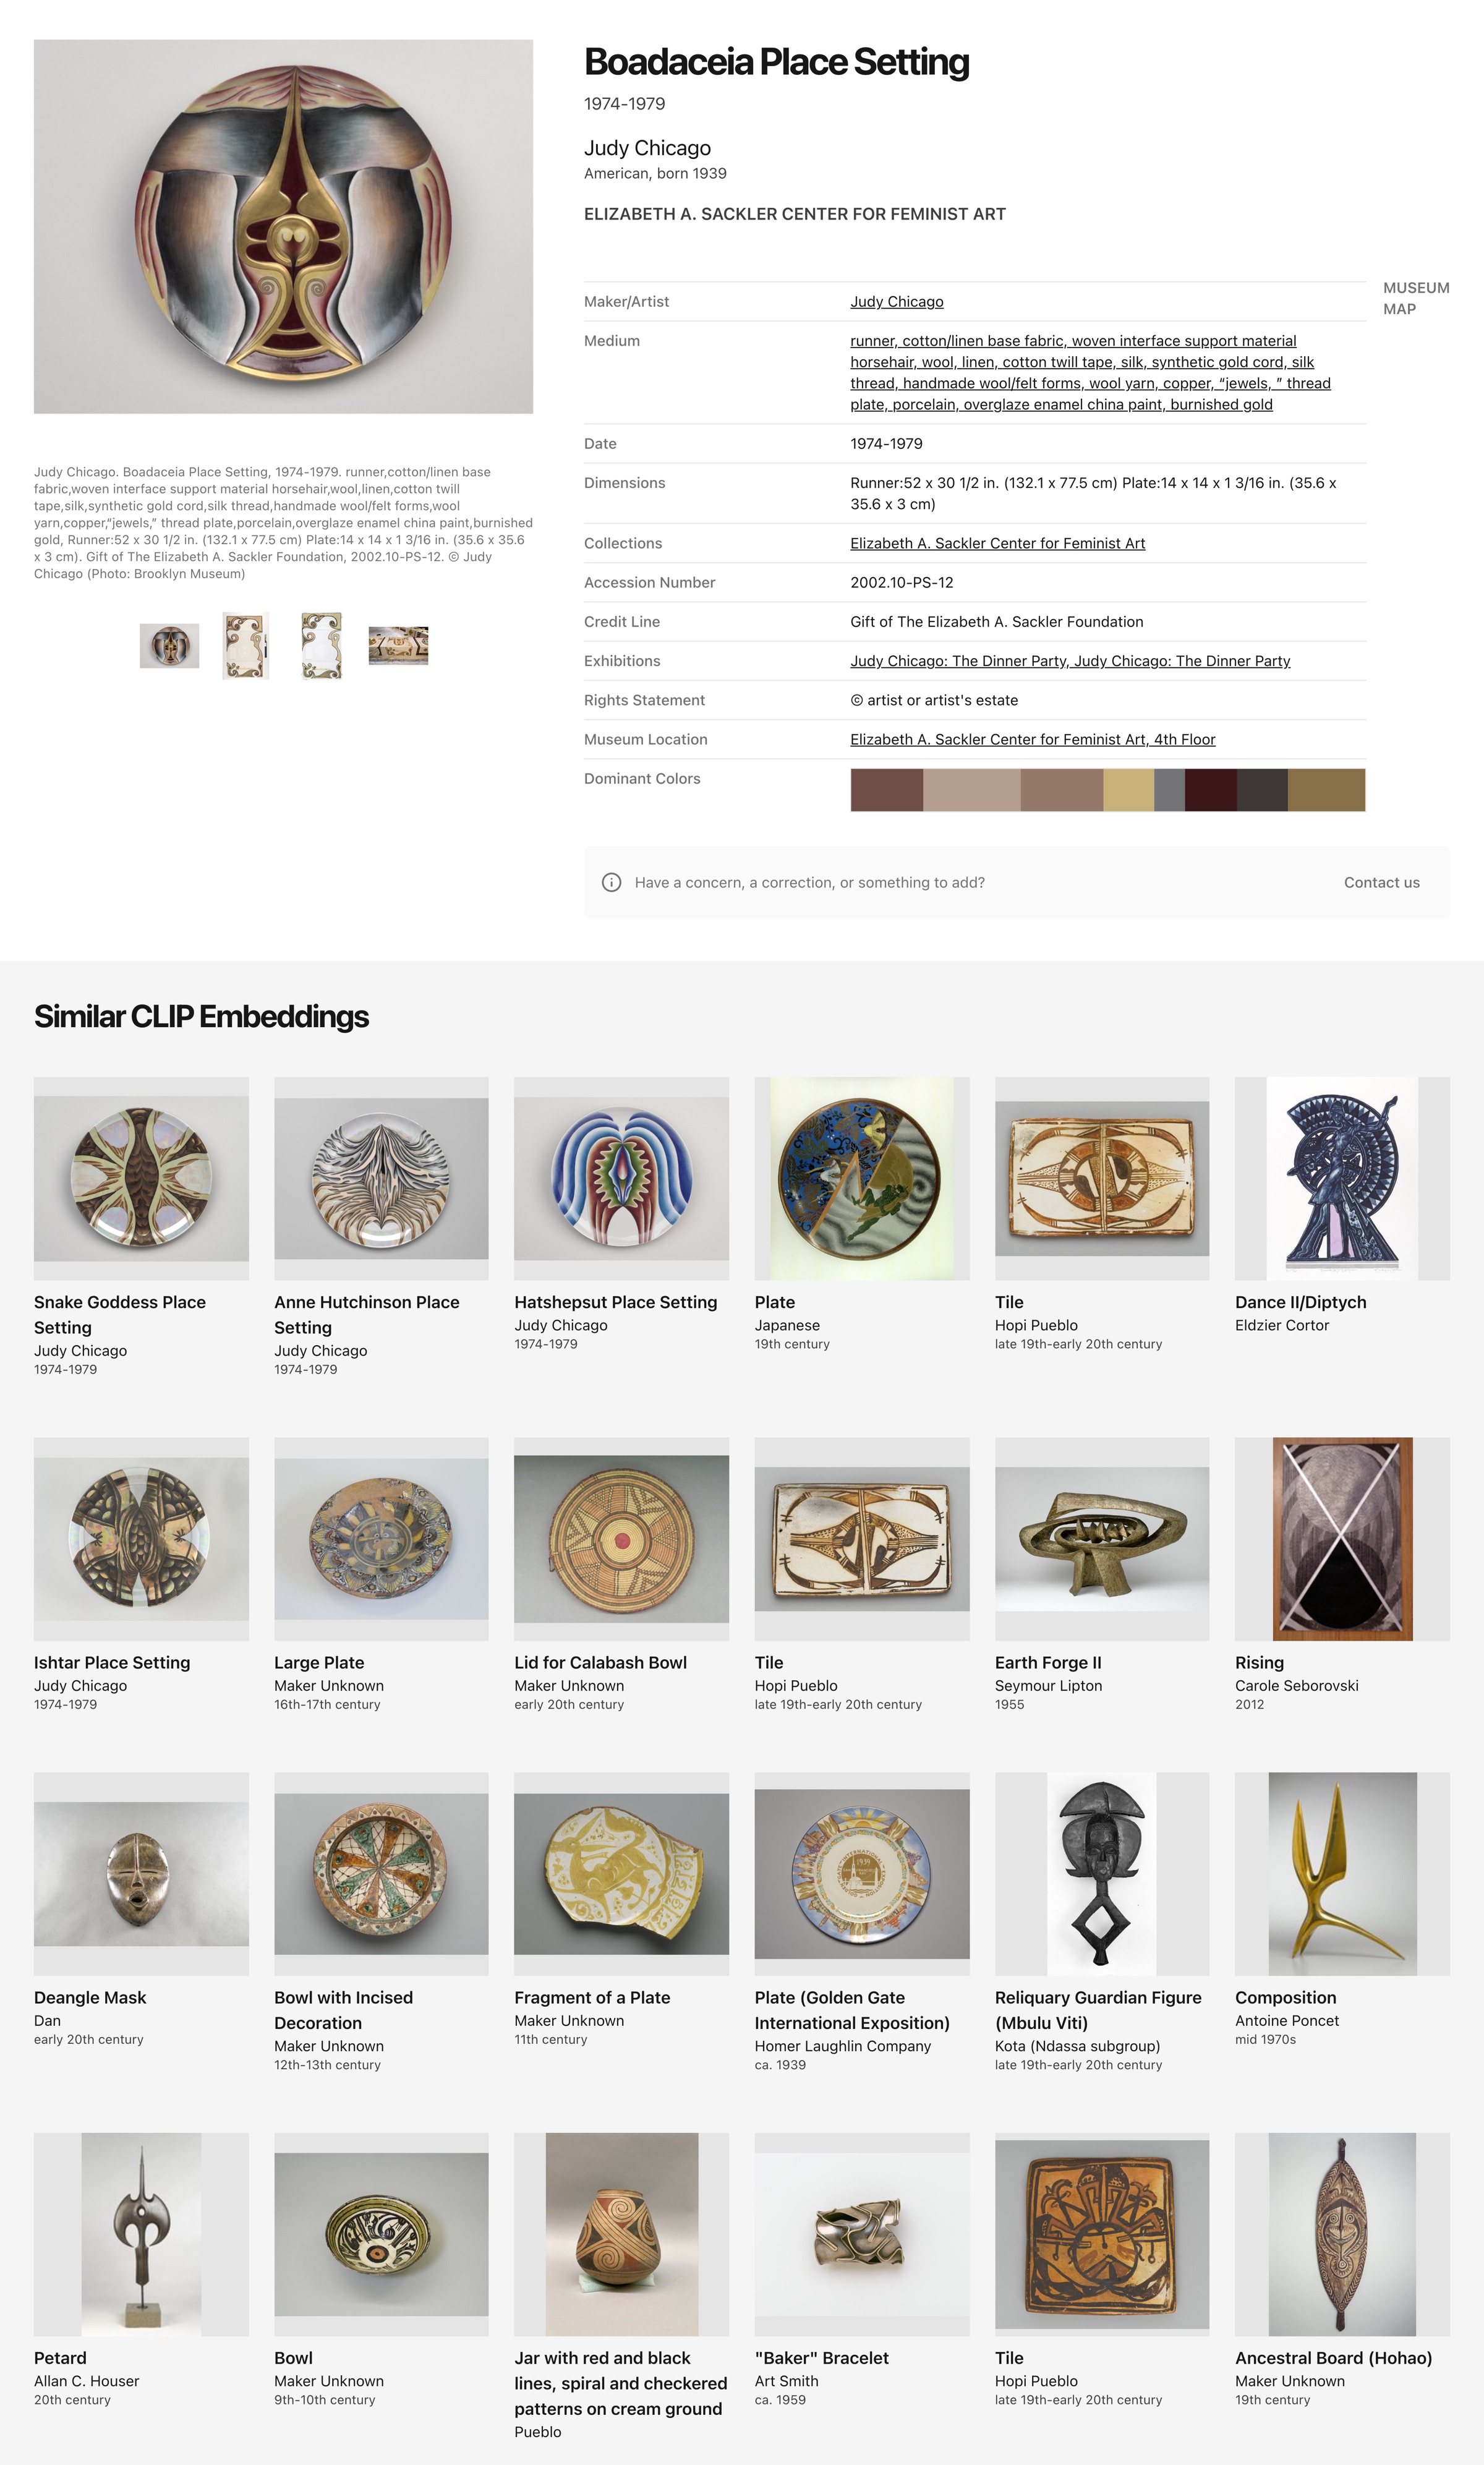 Boadaceia Place Setting
1974-1979
Judy Chicago
American, born 1939
ELIZABETH A. SACKLER CENTER FOR FEMINIST ART
MUSEUM
MAP
Maker/Artist
Judy Chicago
Medium
runner, cotton/linen base fabric, woven interface support material
horsehair, wool, linen, cotton twill tape, silk, synthetic gold cord, silk
thread, handmade wool/felt forms, wool yarn, copper, “jewels, ” thread
plate, porcelain, overglaze enamel china paint, burnished gold
Date
1974-1979
Dimensions
Runner:52 x 30 1/2 in. (132.1 x 77.5 cm) Plate:14 x 14 x 1 3/16 in. (35.6 x
35.6 x 3 cm)
Collections
Elizabeth A. Sackler Center for Feminist Art
Accession Number
2002.10-PS-12
Credit Line
Gift of The Elizabeth A. Sackler Foundation
Exhibitions
Judy Chicago: The Dinner Party, Judy Chicago: The Dinner Party
Rights Statement
© artist or artist's estate
Museum Location
Elizabeth A. Sackler Center for Feminist Art, 4th Floor
Dominant Colors
Have a concern, a correction, or something to add?
Contact us
Judy Chicago. Boadaceia Place Setting, 1974-1979. runner,cotton/linen base
fabric,woven interface support material horsehair,wool,linen,cotton twill
tape,silk,synthetic gold cord,silk thread,handmade wool/felt forms,wool
yarn,copper,“jewels,” thread plate,porcelain,overglaze enamel china paint,burnished
gold, Runner:52 x 30 1/2 in. (132.1 x 77.5 cm) Plate:14 x 14 x 1 3/16 in. (35.6 x 35.6
x 3 cm). Gift of The Elizabeth A. Sackler Foundation, 2002.10-PS-12. © Judy
Chicago (Photo: Brooklyn Museum)
Similar CLIP Embeddings
Snake Goddess Place
Setting
Judy Chicago
1974-1979
Anne Hutchinson Place
Setting
Judy Chicago
1974-1979
Hatshepsut Place Setting
Judy Chicago
1974-1979
Plate
Japanese
19th century
Tile
Hopi Pueblo
late 19th-early 20th century
Dance II/Diptych
Eldzier Cortor
Ishtar Place Setting
Judy Chicago
1974-1979
Large Plate
Maker Unknown
16th-17th century
Lid for Calabash Bowl
Maker Unknown
early 20th century
Tile
Hopi Pueblo
late 19th-early 20th century
Earth Forge II
Seymour Lipton
1955
Rising
Carole Seborovski
2012
Deangle Mask
Dan
early 20th century
Bowl with Incised
Decoration
Maker Unknown
12th-13th century
Fragment of a Plate
Maker Unknown
11th century
1939
Plate (Golden Gate
International Exposition)
Homer Laughlin Company
ca. 1939
Reliquary Guardian Figure
(Mbulu Viti)
Kota (Ndassa subgroup)
late 19th-early 20th century
Composition
Antoine Poncet
mid 1970s
Petard
Allan C. Houser
20th century
Bowl
Maker Unknown
9th-10th century
Jar with red and black
lines, spiral and checkered
patterns on cream ground
Pueblo
"Baker" Bracelet
Art Smith
ca. 1959
Tile
Hopi Pueblo
late 19th-early 20th century
Ancestral Board (Hohao)
Maker Unknown
19th century